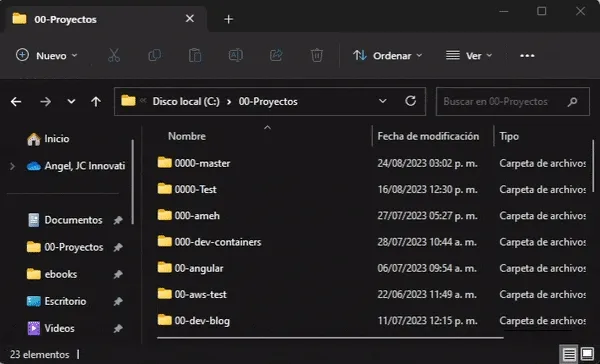 00-Proyectos
Nuevo Ordenar Ver
Disco local (C:) 00-Proyectos Buscar en 00-Proyectos
Inicio
Angel, JC Innovati
Documentos
00-Proyectos
ebooks
Escritorio
Videos
Nombre Fecha de modificación Tipo
0000-master 24/08/2023 03:02 p. m. Carpeta de archivos
0000-Test 16/08/2023 12:30 p. m. Carpeta de archivos
000-ameh 27/07/2023 05:27 p. m. Carpeta de archivos
000-dev-containers 28/07/2023 10:44 a. m. Carpeta de archivos
00-angular 06/07/2023 09:54 a. m. Carpeta de archivos
00-aws-test 22/06/2023 11:49 a. m. Carpeta de archivos
00-dev-blog 11/07/2023 12:15 p. m. Carpeta de archivos
23 elementos